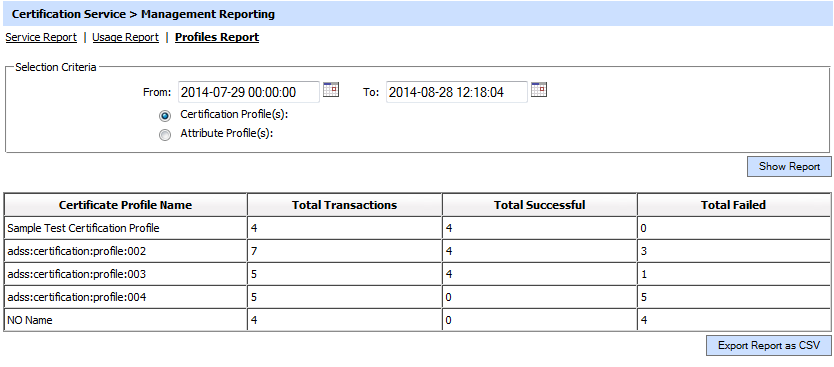 Certification Service > Management Reporting
Service Report | Usage Report | Profiles Report
Selection Criteria
From: 2014-07-29 00:00:00 To: 2014-08-28 12:18:04
Certification Profile(s):
Attribute Profile(s):
Show Report
Certificate Profile Name Total Transactions Total Successful Total Failed
Sample Test Certification Profile 4 4 0
adss:certification:profile:002 7 4 3
adss:certification:profile:003 5 4 1
adss:certification:profile:004 5 0 5
NO Name 4 0 4
Export Report as CSV